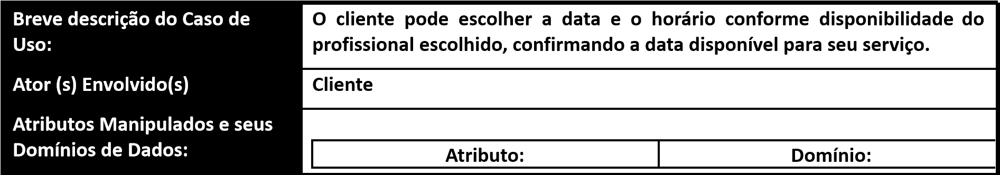 Breve descrição do Caso de
Uso:
O cliente pode escolher a data e o horário conforme disponibilidade do
profissional escolhido, confirmando a data disponível para seu serviço.
Ator (s) Envolvido(s)
Cliente
Atributos Manipulados e seus
Domínios de Dados:
Atributo:
Domínio: